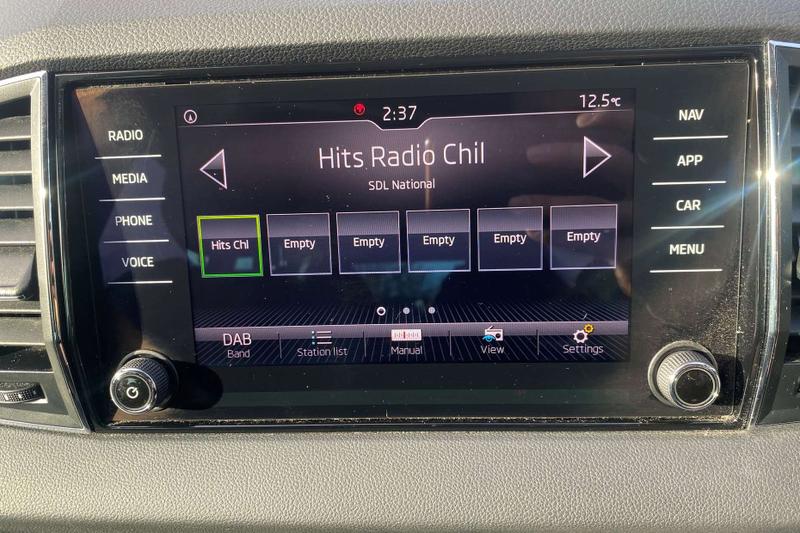 2:37
12.5℃
RADIO
MEDIA
PHONE
VOICE
Hits Radio Chil
SDL National
Hits Chl
Empty
Empty
Empty
Empty
Empty
DAB
Band
Station list
Manual
View
Settings
NAV
APP
CAR
MENU